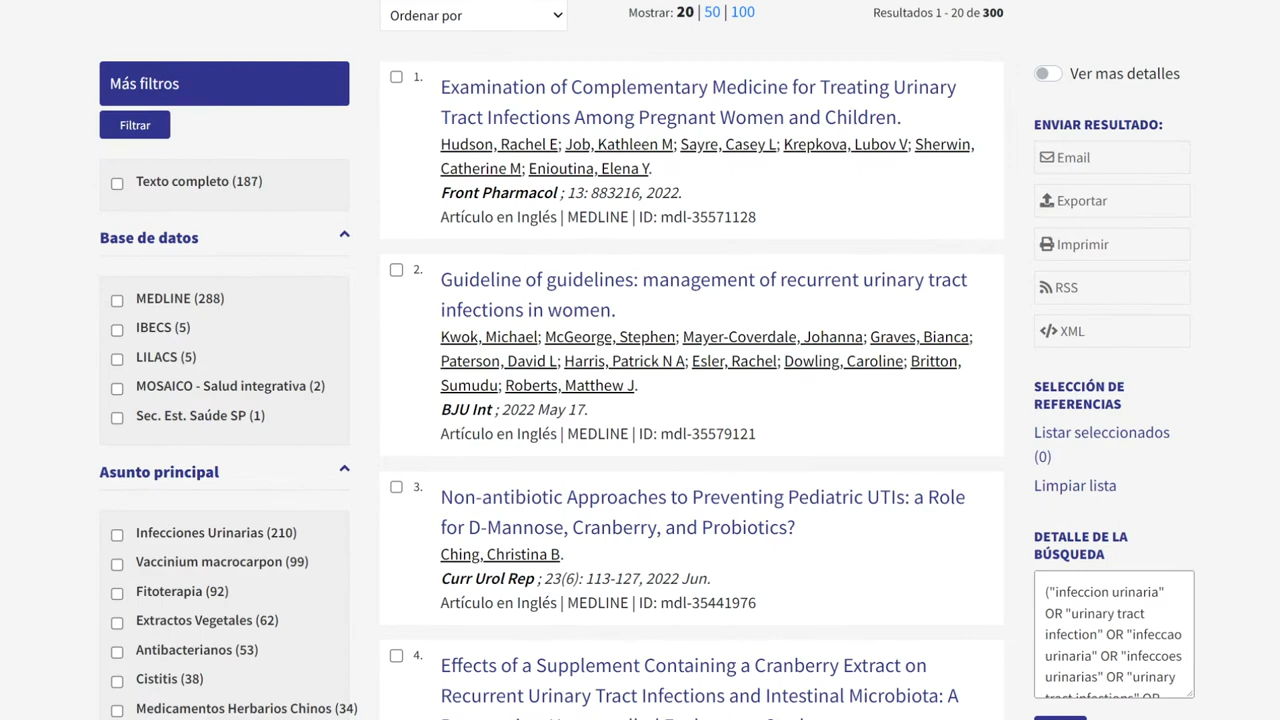 Ordenar por
Mostrar: 20 | 50 | 100
Resultados 1 - 20 de 300
Más filtros
Filtrar
Texto completo (187)
Base de datos
MEDLINE (288)
IBECS (5)
LILACS (5)
MOSAICO - Salud integrativa (2)
Sec. Est. Saúde SP (1)
Asunto principal
Infecciones Urinarias (210)
Vaccinium macrocarpon (99)
Fitoterapia (92)
Extractos Vegetales (62)
Antibacterianos (53)
Cistitis (38)
Medicamentos Herbarios Chinos (34)
1.
Examination of Complementary Medicine for Treating Urinary
Tract Infections Among Pregnant Women and Children.
Hudson, Rachel E; Job, Kathleen M; Sayre, Casey L; Krepkova, Lubov V; Sherwin,
Catherine M; Enioutina, Elena Y.
Front Pharmacol ; 13: 883216, 2022.
Artículo en Inglés | MEDLINE | ID: mdl-35571128
2.
Guideline of guidelines: management of recurrent urinary tract
infections in women.
Kwok, Michael; McGeorge, Stephen; Mayer-Coverdale, Johanna; Graves, Bianca;
Paterson, David L; Harris, Patrick N A; Esler, Rachel; Dowling, Caroline; Britton,
Sumudu; Roberts, Matthew J.
BJU Int ; 2022 May 17.
Artículo en Inglés | MEDLINE | ID: mdl-35579121
3.
Non-antibiotic Approaches to Preventing Pediatric UTIs: a Role
for D-Mannose, Cranberry, and Probiotics?
Ching, Christina B.
Curr Urol Rep ; 23(6): 113-127, 2022 Jun.
Artículo en Inglés | MEDLINE | ID: mdl-35441976
4.
Effects of a Supplement Containing a Cranberry Extract on
Recurrent Urinary Tract Infections and Intestinal Microbiota: A
Ver mas detalles
ENVIAR RESULTADO:
Email
Exportar
Imprimir
RSS
XML
SELECCIÓN DE
REFERENCIAS
Listar seleccionados
(0)
Limpiar lista
DETALLE DE LA
BÚSQUEDA
("infeccion urinaria"
OR "urinary tract
infection" OR "infeccao
urinaria" OR "infeccoes
urinarias" OR "urinary
tract infections" OR